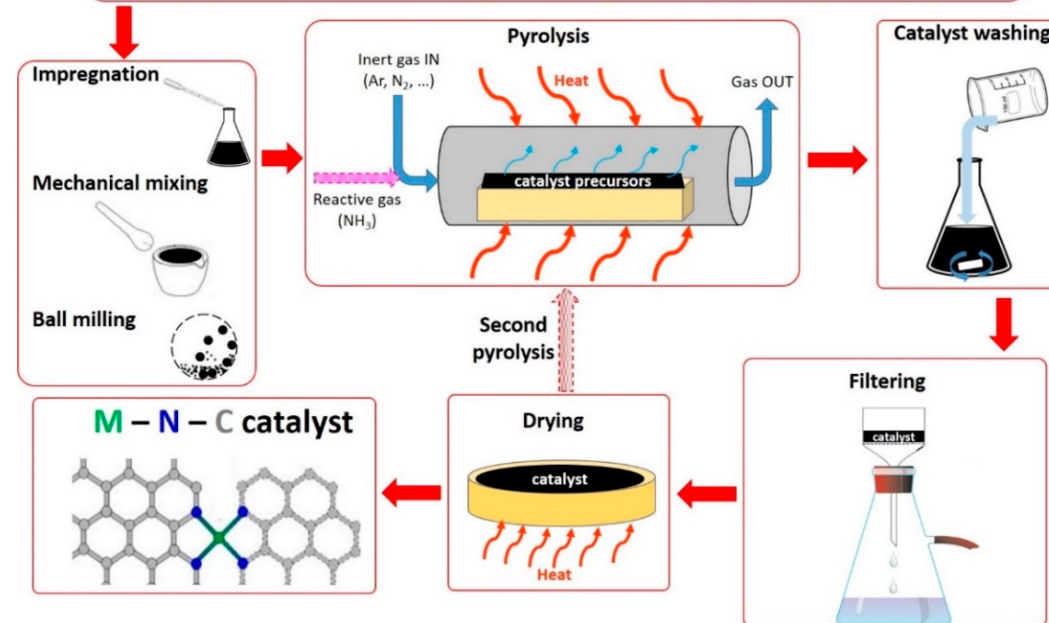 Impregnation
Mechanical mixing
Ball milling
Pyrolysis
Inert gas IN
(Ar, N₂, ...)
Heat
Gas OUT
catalyst precursors
Reactive gas
(NH₃)
Catalyst washing
Second
pyrolysis
Filtering
catalyst
Drying
catalyst
Heat
M – N – C catalyst